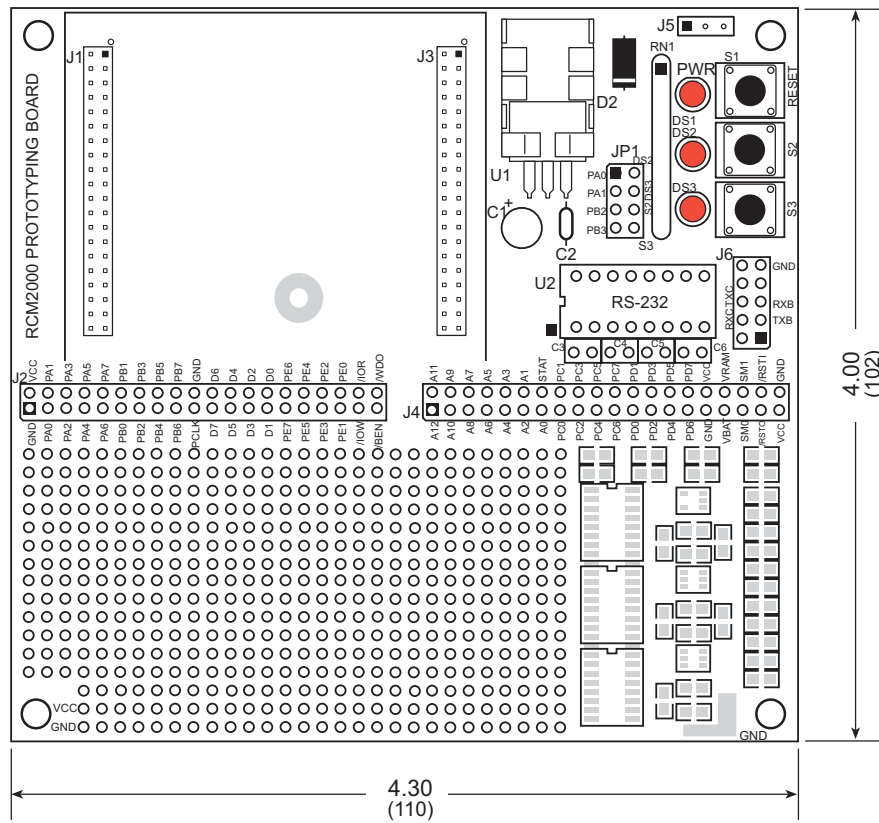 J5
RN1
S1
J1
J3
PWR
RESET
D2
DS1
DS2
S2
U1
JP1
DS2
PA0
PA1
PB2
PB3
S2
DS3
DS3
S3
C1
+
S3
C2
J6
U2
RS-232
GND
RXB
TXB
RXC
TXC
RCM2000 PROTOTYPING BOARD
C3
C4
C5
C6
J2
VCC PA1 PA3 PA5 PA7 PB1 PB3 PB5 PB7 GND D6 D4 D2 D0 PE6 PE4 PE2 PE0 /IOR /WDO
A11 A9 A7 A5 A3 A1 STAT PC1 PC3 PC5 PC7 PD1 PD3 PD5 PD7 VCC VRAM SM1 /RSTI GND
J4
GND PA0 PA2 PA4 PA6 PB0 PB2 PB4 PB6 PCLK D7 D5 D3 D1 PE7 PE5 PE3 PE1 /IOW /BEN
A12 A10 A8 A6 A4 A2 A0 PC0 PC2 PC4 PC6 PD0 PD2 PD4 PD6 GND VBAT SM0 /RSTO VCC
VCC
GND
GND
4.00
(102)
4.30
(110)